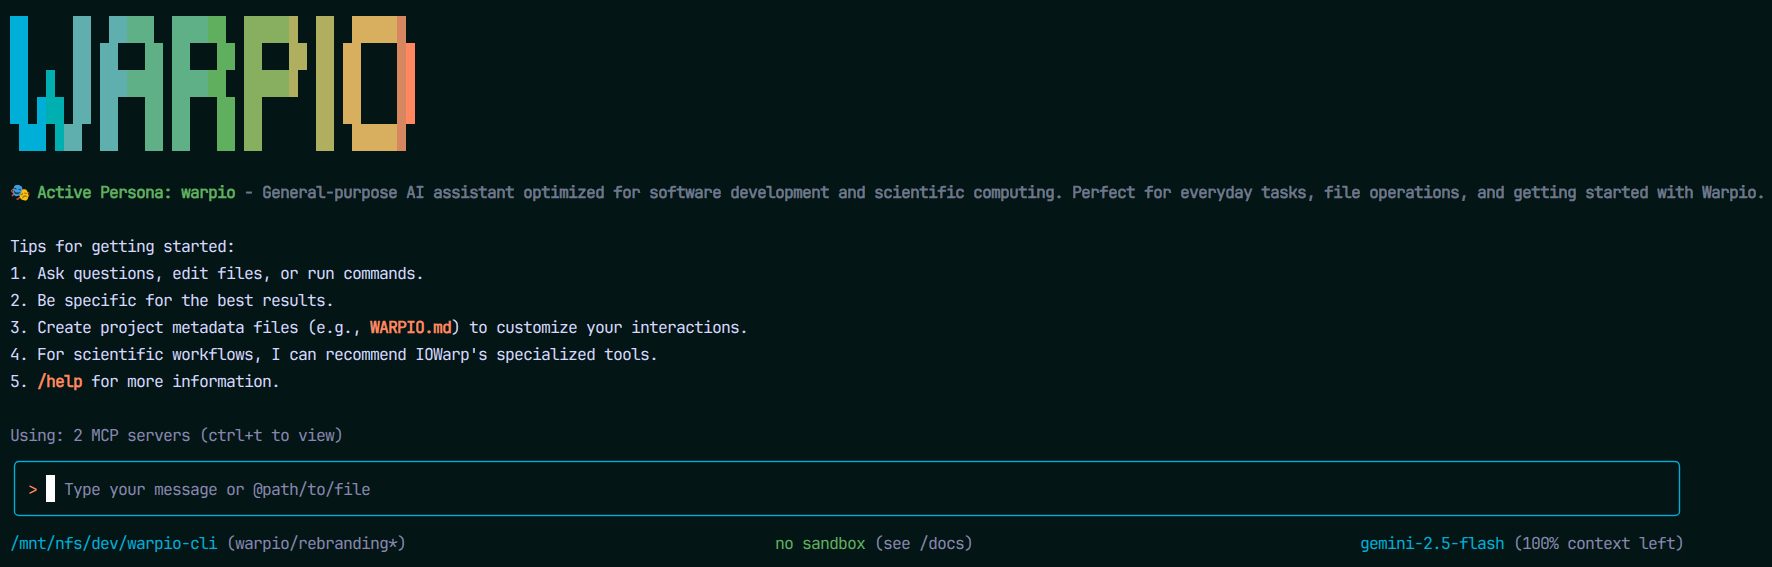 WARPIO
🎭 Active Persona: warpio - General-purpose AI assistant optimized for software development and scientific computing. Perfect for everyday tasks, file operations, and getting started with Warpio.
Tips for getting started:
1. Ask questions, edit files, or run commands.
2. Be specific for the best results.
3. Create project metadata files (e.g., WARPIO.md) to customize your interactions.
4. For scientific workflows, I can recommend IOWarp's specialized tools.
5. /help for more information.
Using: 2 MCP servers (ctrl+t to view)
> Type your message or @path/to/file
/mnt/nfs/dev/warpio-cli (warpio/rebranding*) no sandbox (see /docs) gemini-2.5-flash (100% context left)